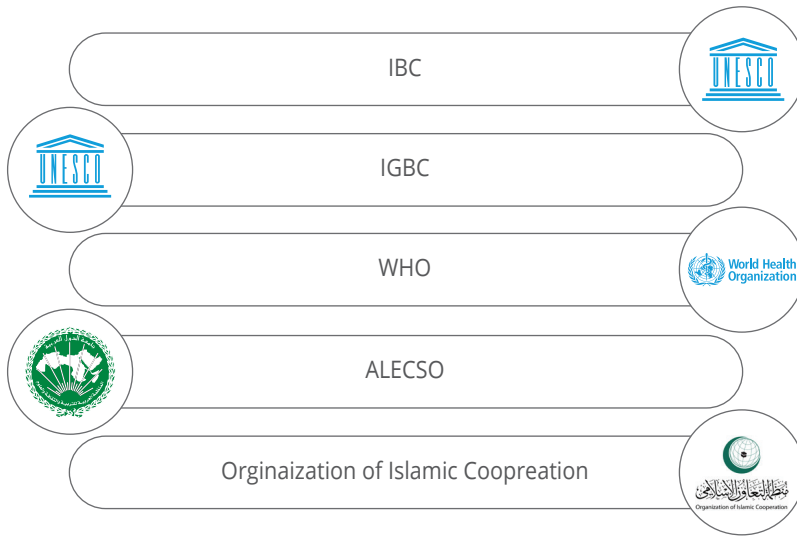 IBC
UNESCO
UNESCO
IGBC
WHO
World Health
Organization
ALECSO
Orginaization of Islamic Coopreation
منظمة التعاون الإسلامي
Organization of Islamic Cooperation